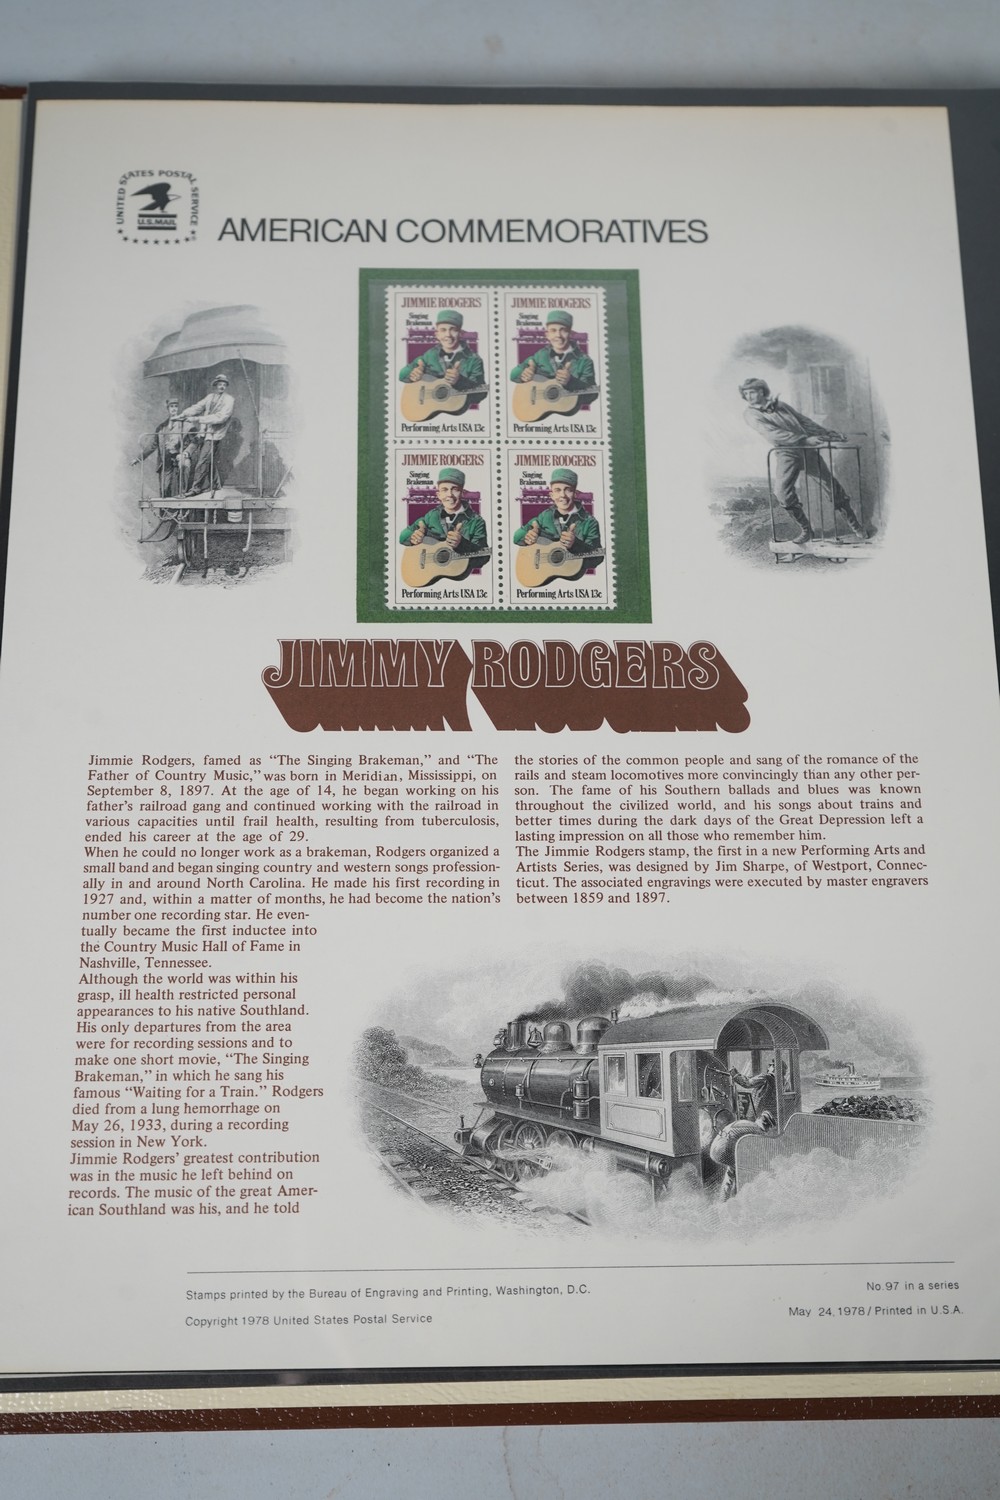 UNITED STATES POSTAL SERVICE
U.S.MAIL
AMERICAN COMMEMORATIVES
JIMMIE RODGERS
Singing
Brakeman
Performing Arts USA 13c
JIMMIE RODGERS
Singing
Brakeman
Performing Arts USA 13c
JIMMIE RODGERS
Singing
Brakeman
Performing Arts USA 13c
JIMMIE RODGERS
Singing
Brakeman
Performing Arts USA 13c
JIMMY RODGERS
Jimmie Rodgers, famed as “The Singing Brakeman,” and “The
Father of Country Music,” was born in Meridian, Mississippi, on
September 8, 1897. At the age of 14, he began working on his
father’s railroad gang and continued working with the railroad in
various capacities until frail health, resulting from tuberculosis,
ended his career at the age of 29.
When he could no longer work as a brakeman, Rodgers organized a
small band and began singing country and western songs profession-
ally in and around North Carolina. He made his first recording in
1927 and, within a matter of months, he had become the nation’s
number one recording star. He even-
tually became the first inductee into
the Country Music Hall of Fame in
Nashville, Tennessee.
Although the world was within his
grasp, ill health restricted personal
appearances to his native Southland.
His only departures from the area
were for recording sessions and to
make one short movie, “The Singing
Brakeman,” in which he sang his
famous “Waiting for a Train.” Rodgers
died from a lung hemorrhage on
May 26, 1933, during a recording
session in New York.
Jimmie Rodgers’ greatest contribution
was in the music he left behind on
records. The music of the great Amer-
ican Southland was his, and he told
the stories of the common people and sang of the romance of the
rails and steam locomotives more convincingly than any other per-
son. The fame of his Southern ballads and blues was known
throughout the civilized world, and his songs about trains and
better times during the dark days of the Great Depression left a
lasting impression on all those who remember him.
The Jimmie Rodgers stamp, the first in a new Performing Arts and
Artists Series, was designed by Jim Sharpe, of Westport, Connec-
ticut. The associated engravings were executed by master engravers
between 1859 and 1897.
Stamps printed by the Bureau of Engraving and Printing, Washington, D.C.
Copyright 1978 United States Postal Service
No. 97 in a series
May 24, 1978 / Printed in U.S.A.